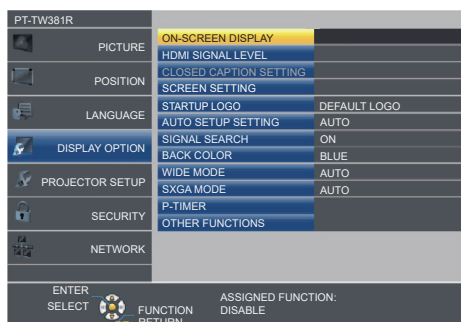 PT-TW381R
PICTURE
POSITION
LANGUAGE
DISPLAY OPTION
PROJECTOR SETUP
SECURITY
NETWORK
ON-SCREEN DISPLAY
HDMI SIGNAL LEVEL
CLOSED CAPTION SETTING
SCREEN SETTING
STARTUP LOGO DEFAULT LOGO
AUTO SETUP SETTING AUTO
SIGNAL SEARCH ON
BACK COLOR BLUE
WIDE MODE AUTO
SXGA MODE AUTO
P-TIMER
OTHER FUNCTIONS
ENTER
SELECT
FUNCTION
RETURN
ASSIGNED FUNCTION:
DISABLE